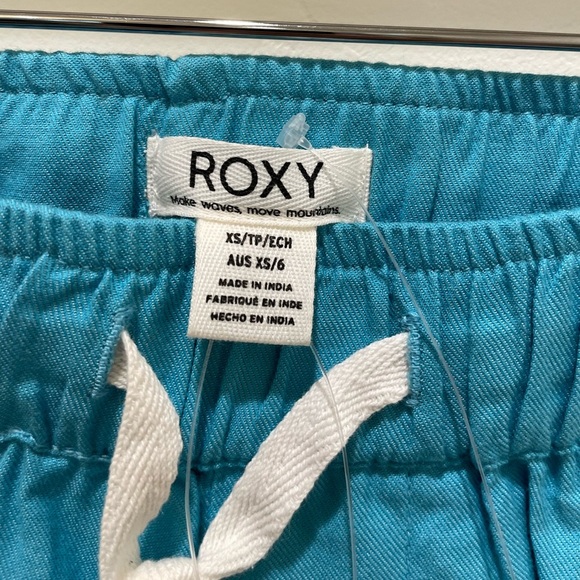 ROXY
Make waves, move mountains.
XS/TP/ECH
AUS XS/6
MADE IN INDIA
FABRIQUÉ EN INDE
HECHO EN INDIA